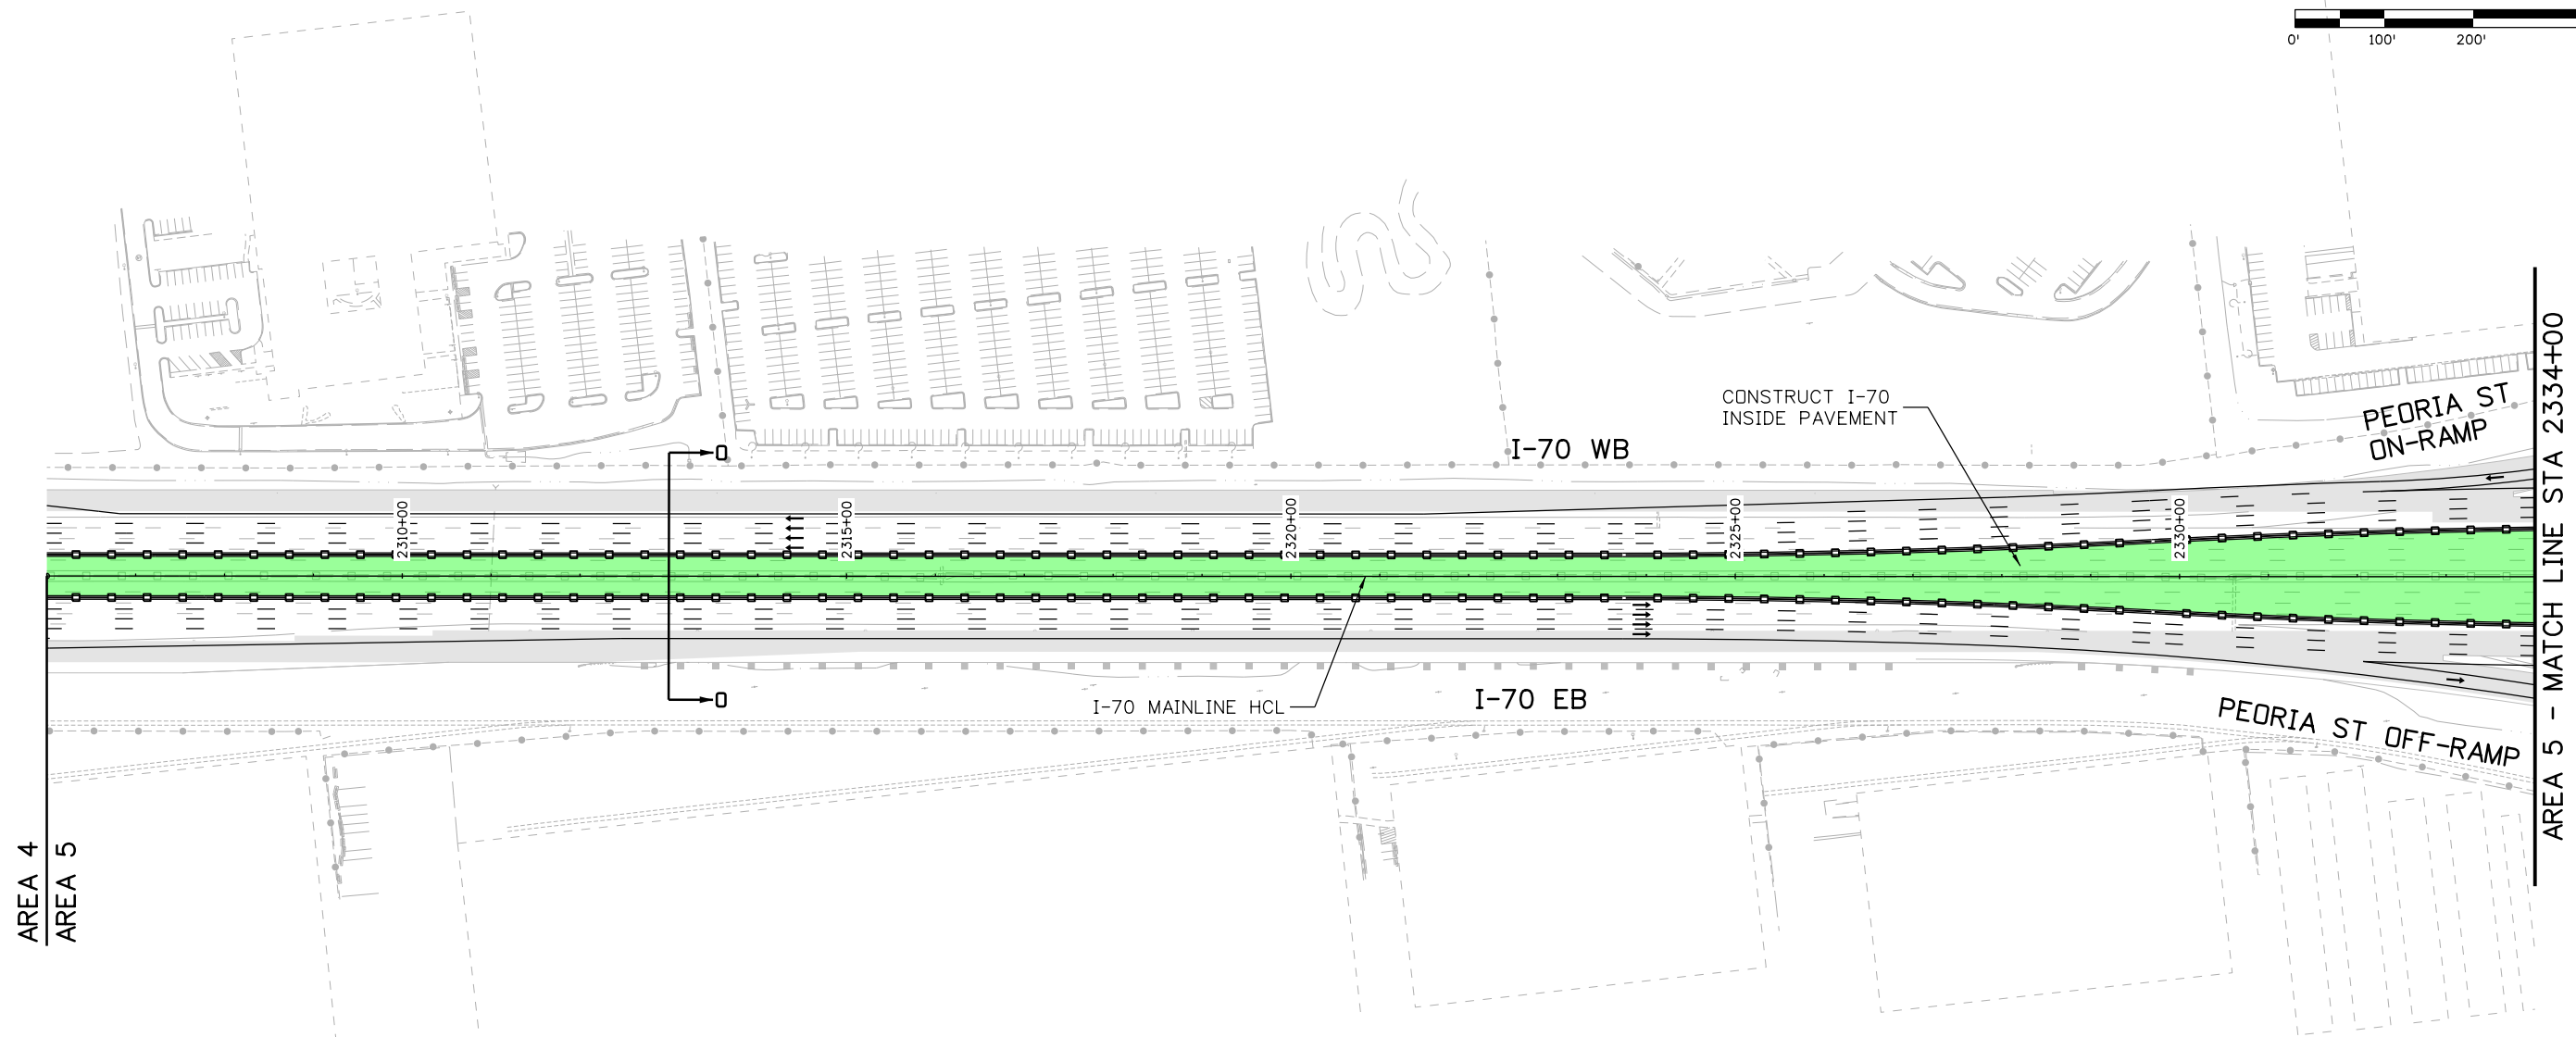 0' 100' 200'
CONSTRUCT I-70
INSIDE PAVEMENT
PEORIA ST
ON-RAMP
I-70 WB
O
2310+00 2315+00 2320+00 2325+00 2330+00
I-70 MAINLINE HCL
I-70 EB
O
PEORIA ST OFF-RAMP
AREA 4
AREA 5
AREA 5 - MATCH LINE STA 2334+00